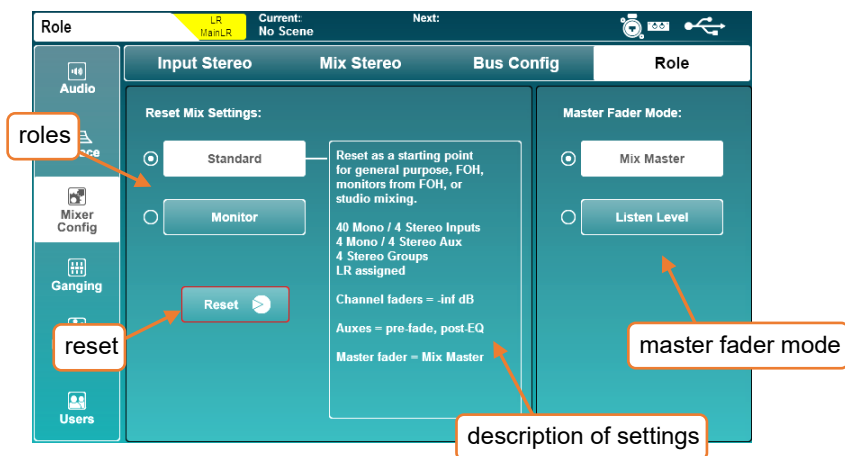 Role
LR
MainLR
Current:
No Scene
Next:
Input Stereo
Mix Stereo
Bus Config
Role
Audio
ce
Mixer
Config
Ganging
Users
Reset Mix Settings:
Standard
Monitor
Reset
Reset as a starting point
for general purpose, FOH,
monitors from FOH, or
studio mixing.
40 Mono / 4 Stereo Inputs
4 Mono / 4 Stereo Aux
4 Stereo Groups
LR assigned
Channel faders = -inf dB
Auxes = pre-fade, post-EQ
Master fader = Mix Master
Master Fader Mode:
Mix Master
Listen Level
roles
reset
master fader mode
description of settings